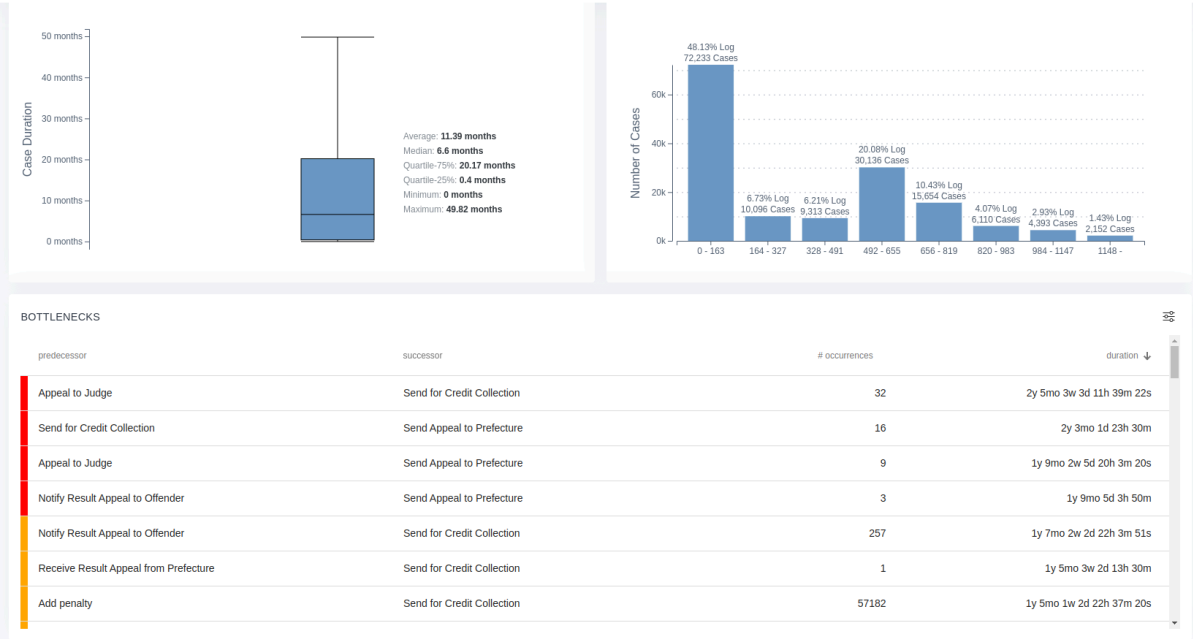 50 months
40 months
30 months
20 months
10 months
0 months
Case Duration
Average: 11.39 months
Median: 6.6 months
Quartile-75%: 20.17 months
Quartile-25%: 0.4 months
Minimum: 0 months
Maximum: 49.82 months
Number of Cases
60k
40k
20k
0k
48.13% Log
72,233 Cases
6.73% Log
10,096 Cases
6.21% Log
9,313 Cases
20.08% Log
30,136 Cases
10.43% Log
15,654 Cases
4.07% Log
6,110 Cases
2.93% Log
4,393 Cases
1.43% Log
2,152 Cases
0 - 163 164 - 327 328 - 491 492 - 655 656 - 819 820 - 983 984 - 1147 1148 -
BOTTLENECKS
predecessor successor # occurrences duration
Appeal to Judge Send for Credit Collection 32 2y 5mo 3w 3d 11h 39m 22s
Send for Credit Collection Send Appeal to Prefecture 16 2y 3mo 1d 23h 30m
Appeal to Judge Send Appeal to Prefecture 9 1y 9mo 2w 5d 20h 3m 20s
Notify Result Appeal to Offender Send Appeal to Prefecture 3 1y 9mo 5d 3h 50m
Notify Result Appeal to Offender Send for Credit Collection 257 1y 7mo 2w 2d 22h 3m 51s
Receive Result Appeal from Prefecture Send for Credit Collection 1 1y 5mo 3w 2d 13h 30m
Add penalty Send for Credit Collection 57182 1y 5mo 1w 2d 22h 37m 20s